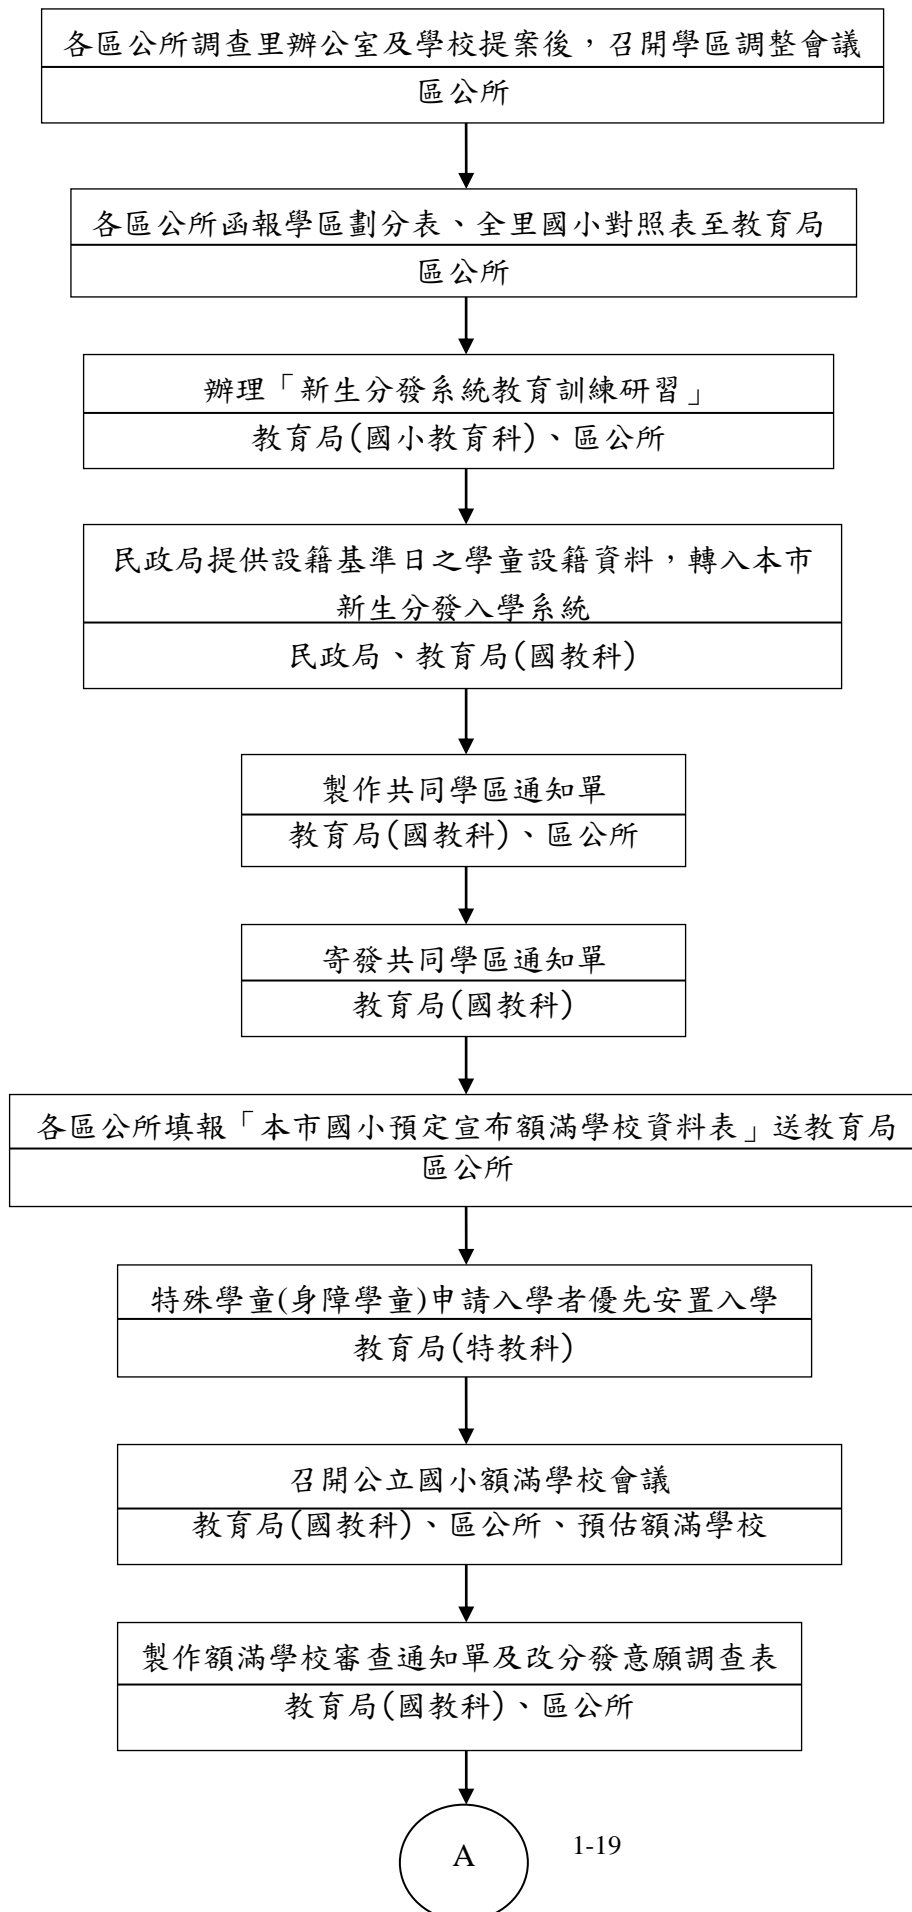 各區公所調查里辦公室及學校提案後，召開學區調整會議
區公所
各區公所函報學區劃分表、全里國小對照表至教育局
區公所
辦理「新生分發系統教育訓練研習」
教育局(國小教育科)、區公所
民政局提供設籍基準日之學童設籍資料，轉入本市
新生分發入學系統
民政局、教育局(國教科)
製作共同學區通知單
教育局(國教科)、區公所
寄發共同學區通知單
教育局(國教科)
各區公所填報「本市國小預定宣布額滿學校資料表」送教育局
區公所
特殊學童(身障學童)申請入學者優先安置入學
教育局(特教科)
召開公立國小額滿學校會議
教育局(國教科)、區公所、預估額滿學校
製作額滿學校審查通知單及改分發意願調查表
教育局(國教科)、區公所
A
1-19